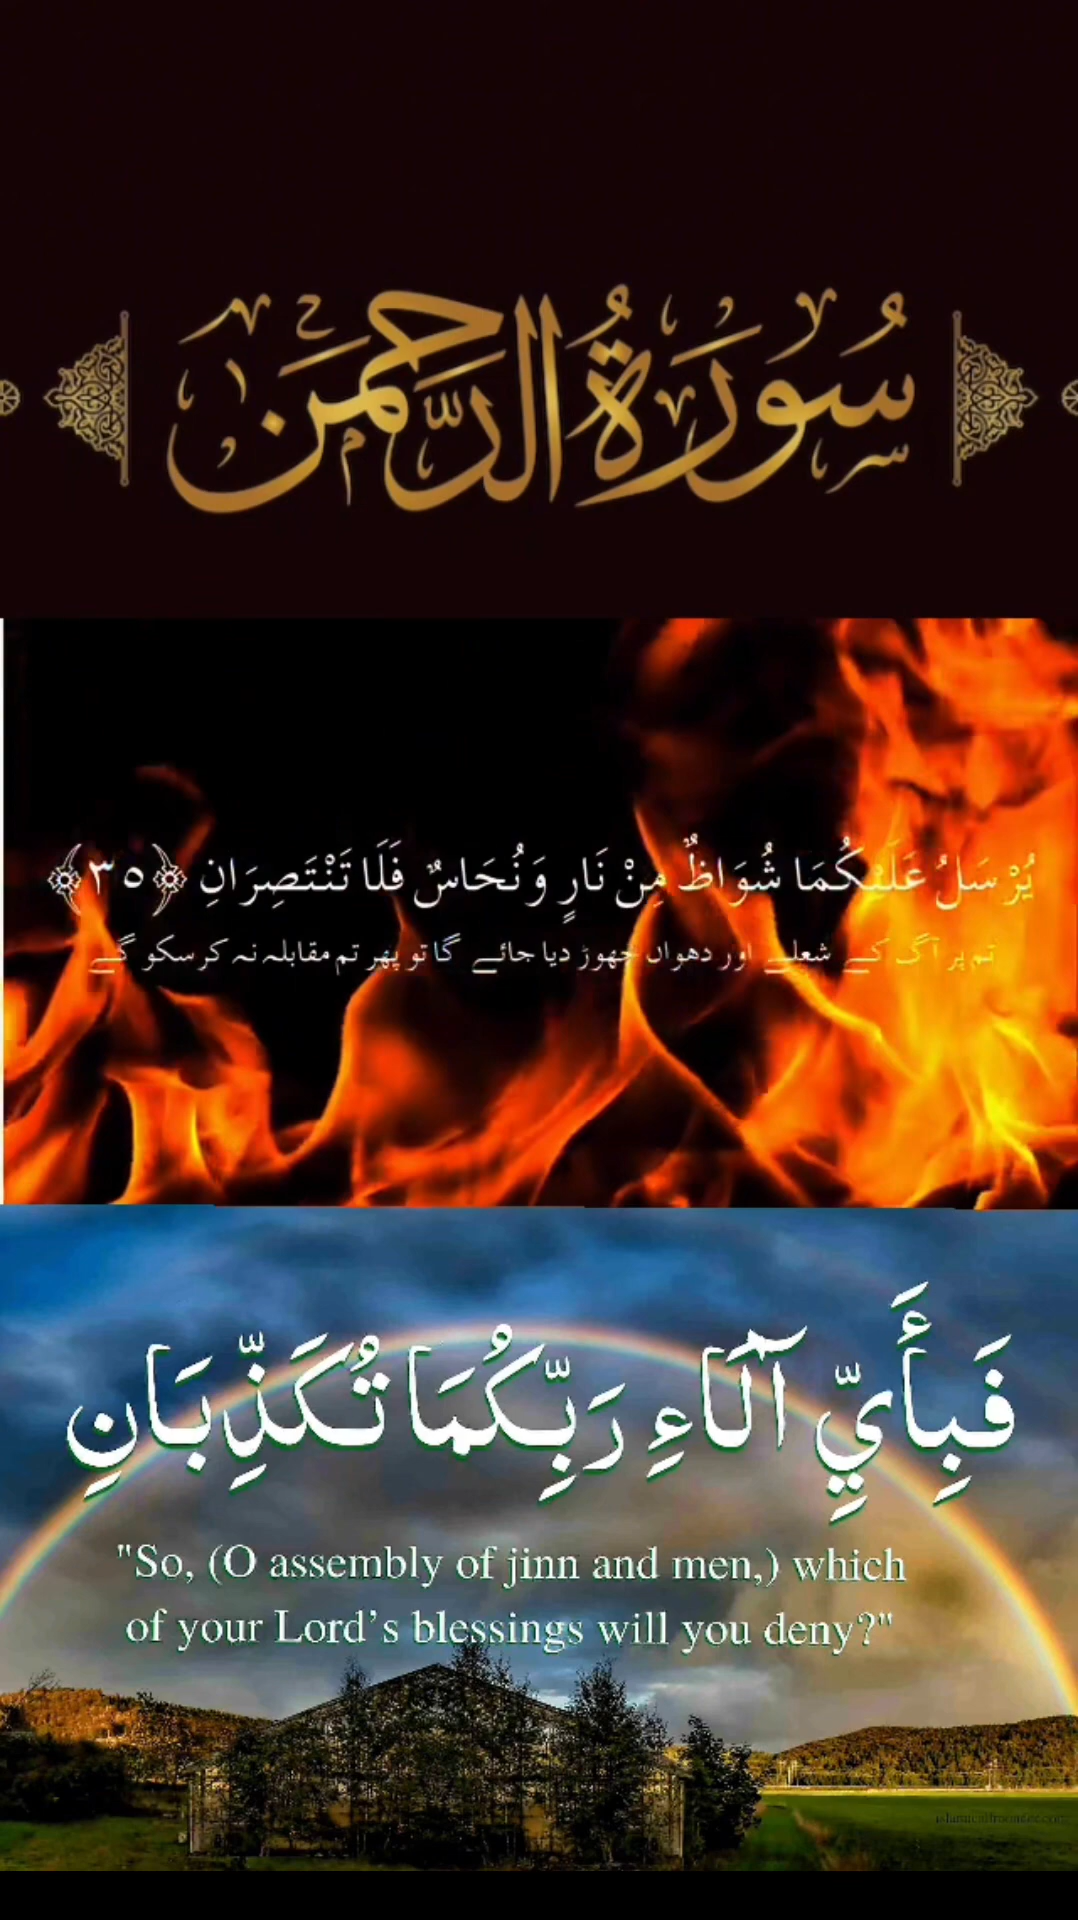 سُورَةُ الرَّحْمٰن
يُرْسَلُ عَلَيْكُمَا شُوَاظٌ مِنْ نَارٍ وَنُحَاسٌ فَلَا تَنْتَصِرَانِ ﴿٣٥﴾
تم پر آگ کے شعلے اور دھواں چھوڑ دیا جائے گا تو پھر تم مقابلہ نہ کر سکو گے
فَبِأَيِّ آلَاءِ رَبِّكُمَا تُكَذِّبَانِ
"So, (O assembly of jinn and men,) which
of your Lord’s blessings will you deny?"